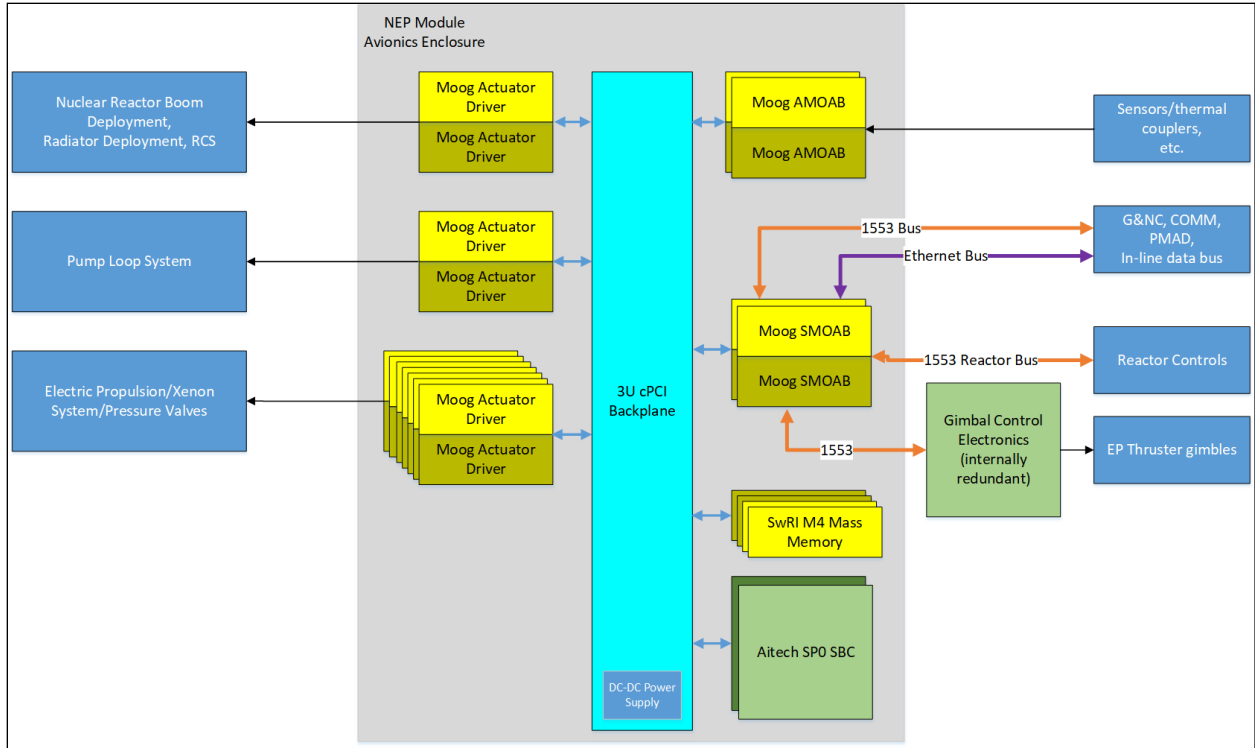 NEP Module
Avionics Enclosure
Nuclear Reactor Boom
Deployment,
Radiator Deployment, RCS
Moog Actuator
Driver
Moog Actuator
Driver
Moog AMOAB
Moog AMOAB
Sensors/thermal
couplers,
etc.
Pump Loop System
Moog Actuator
Driver
Moog Actuator
Driver
1553 Bus
Ethernet Bus
G&NC, COMM,
PMAD,
In-line data bus
Electric Propulsion/Xenon
System/Pressure Valves
Moog Actuator
Driver
Moog Actuator
Driver
3U cPCI
Backplane
Moog SMOAB
Moog SMOAB
1553 Reactor Bus
Reactor Controls
1553
Gimbal Control
Electronics
(internally
redundant)
EP Thruster gimbles
SwRI M4 Mass
Memory
Aitech SP0 SBC
DC-DC Power
Supply